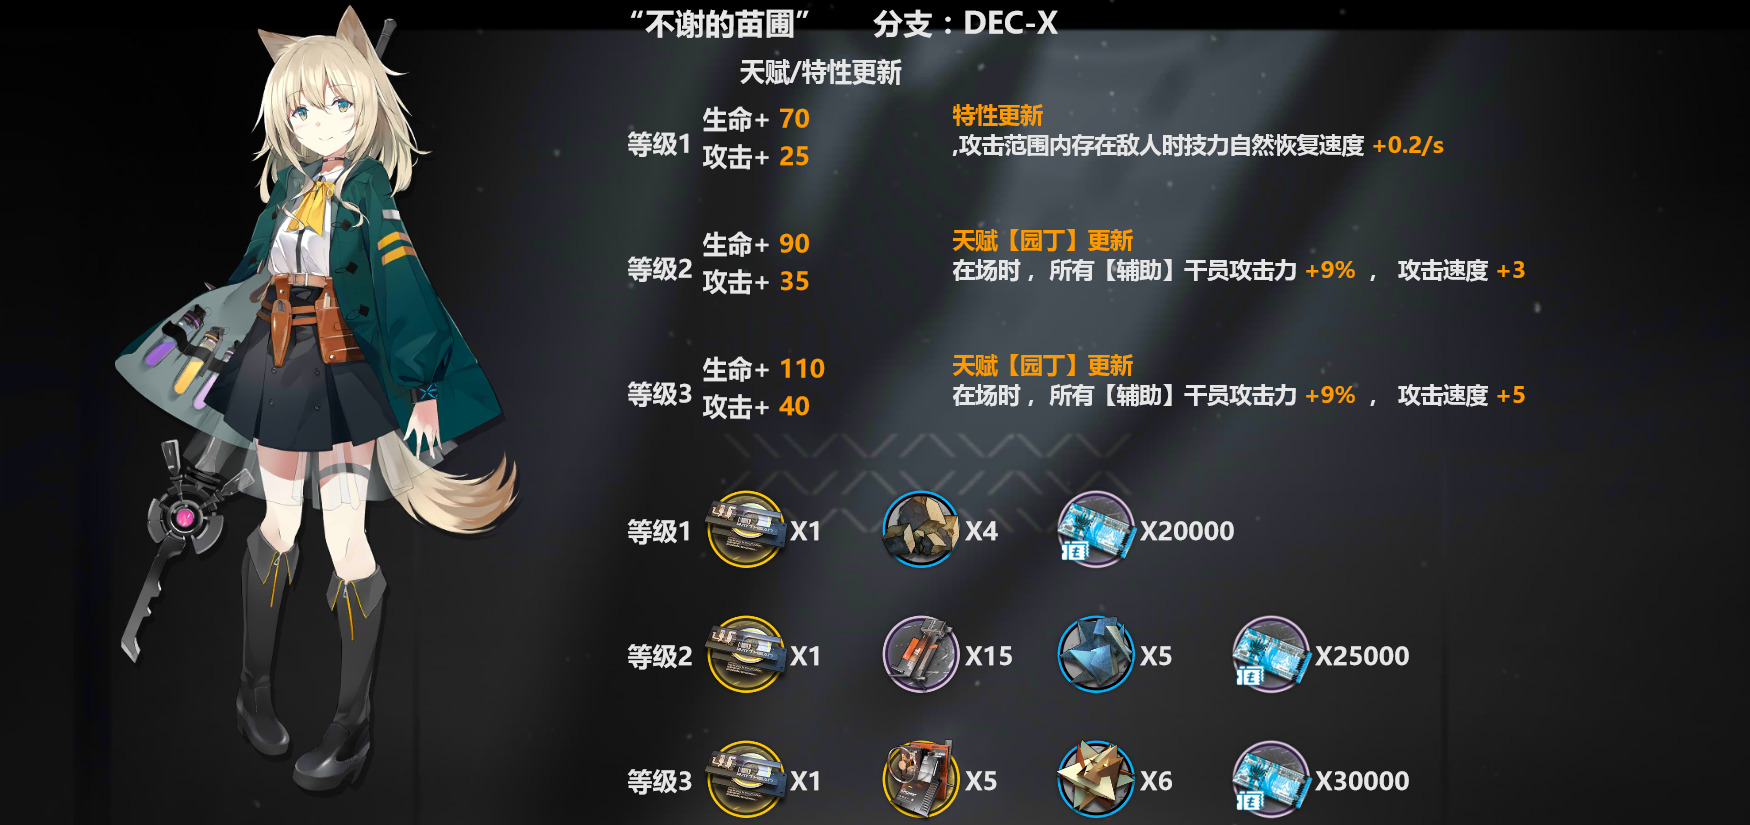 “不谢的苗圃” 分支：DEC-X
天赋/特性更新
等级1
生命+ 70
攻击+ 25
特性更新
,攻击范围内存在敌人时技力自然恢复速度 +0.2/s
等级2
生命+ 90
攻击+ 35
天赋【园丁】更新
在场时，所有【辅助】干员攻击力 +9% ， 攻击速度 +3
等级3
生命+ 110
攻击+ 40
天赋【园丁】更新
在场时，所有【辅助】干员攻击力 +9% ， 攻击速度 +5
等级1 X1 X4 X20000
等级2 X1 X15 X5 X25000
等级3 X1 X5 X6 X30000